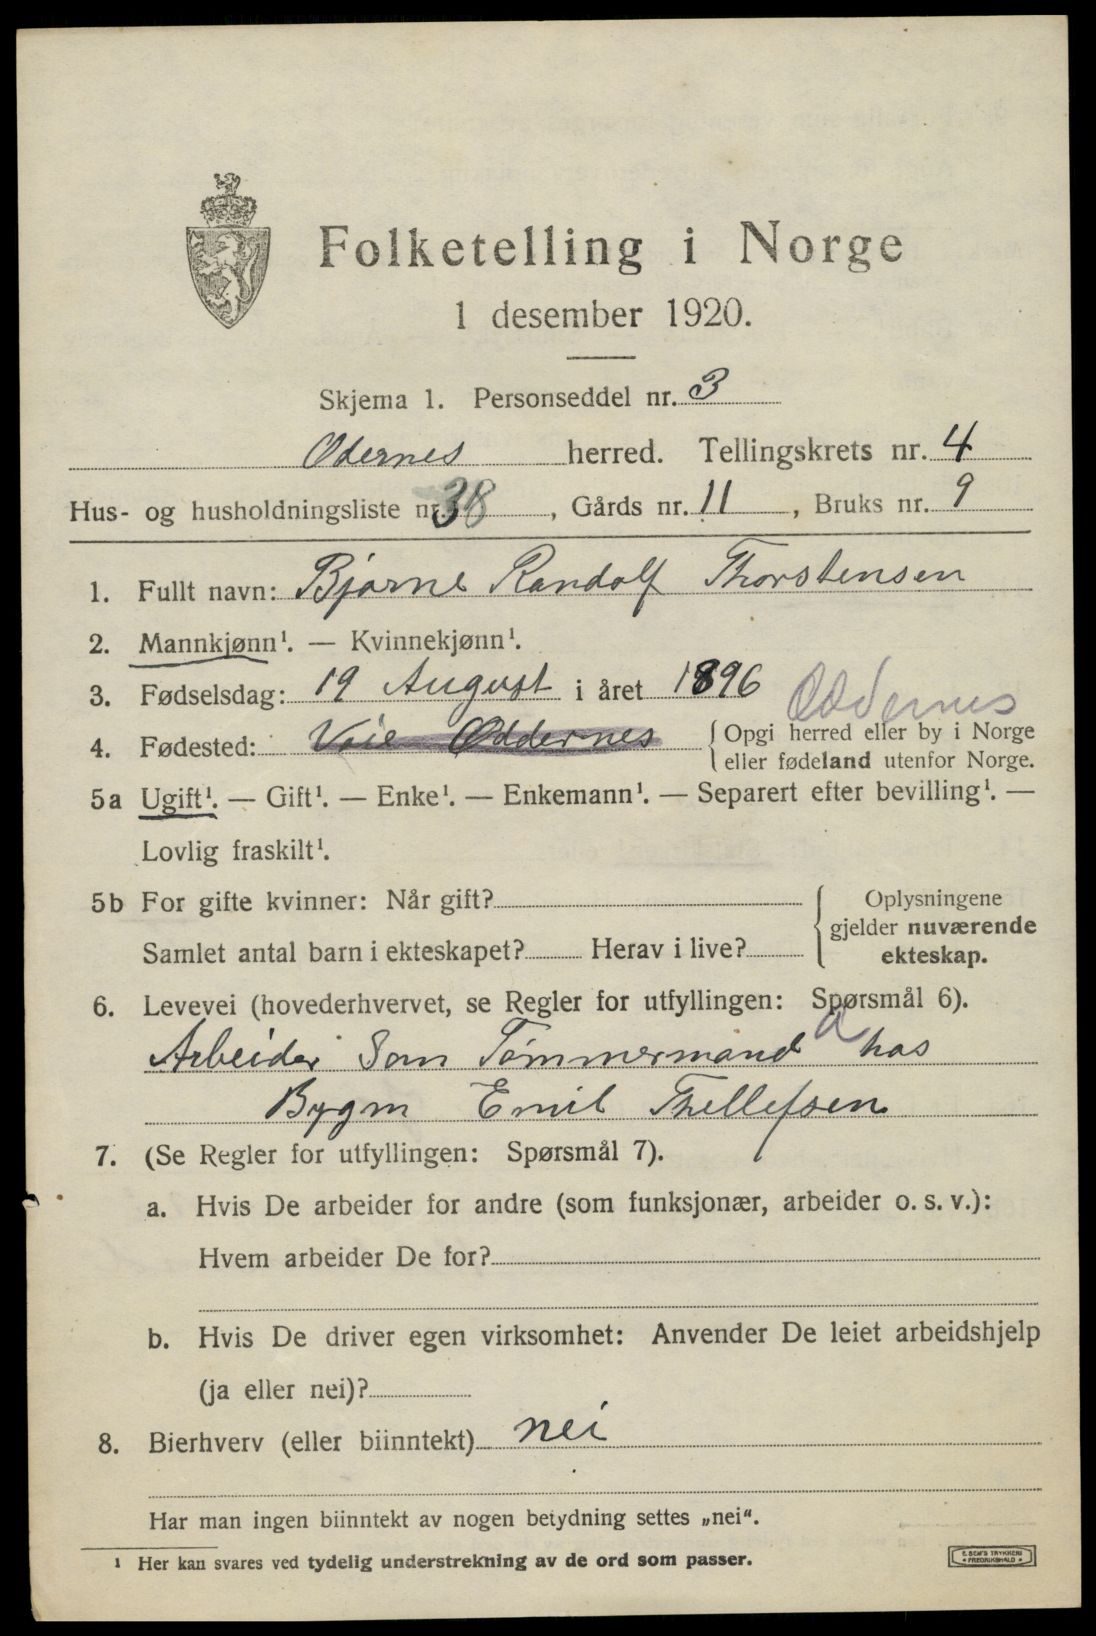 Folketelling i Norge
1 desember 1920.
Skjema 1. Personseddel nr. 3
Odernes herred. Tellingskrets nr. 4
Hus- og husholdningsliste nr. 38, Gårds nr. 11, Bruks nr. 9
1. Fullt navn: Bjarne Randolf Thorstensen
2. Mannkjønn¹. — Kvinnekjønn¹.
3. Fødselsdag: 19 August i året 1896
Oddernes
4. Fødested: Voie Oddernes { Opgi herred eller by i Norge
eller fødeland utenfor Norge.
5a Ugift¹. — Gift¹. — Enke¹. — Enkemann¹. — Separert efter bevilling¹. —
Lovlig fraskilt¹.
5b For gifte kvinner: Når gift? { Oplysningene
gjelder nuværende
Samlet antal barn i ekteskapet? Herav i live? ekteskap.
6. Levevei (hovederhvervet, se Regler for utfyllingen: Spørsmål 6).
Arbeider Som Tømmermand a hos
Bygm Emil Thellefsen
7. (Se Regler for utfyllingen: Spørsmål 7).
a. Hvis De arbeider for andre (som funksjonær, arbeider o. s. v.):
Hvem arbeider De for?
b. Hvis De driver egen virksomhet: Anvender De leiet arbeidshjelp
(ja eller nei)?
8. Bierhverv (eller biinntekt) nei
Har man ingen biinntekt av nogen betydning settes „nei“.
¹ Her kan svares ved tydelig understrekning av de ord som passer.
E. SEM'S TRYKKERI
FREDRIKSHALD